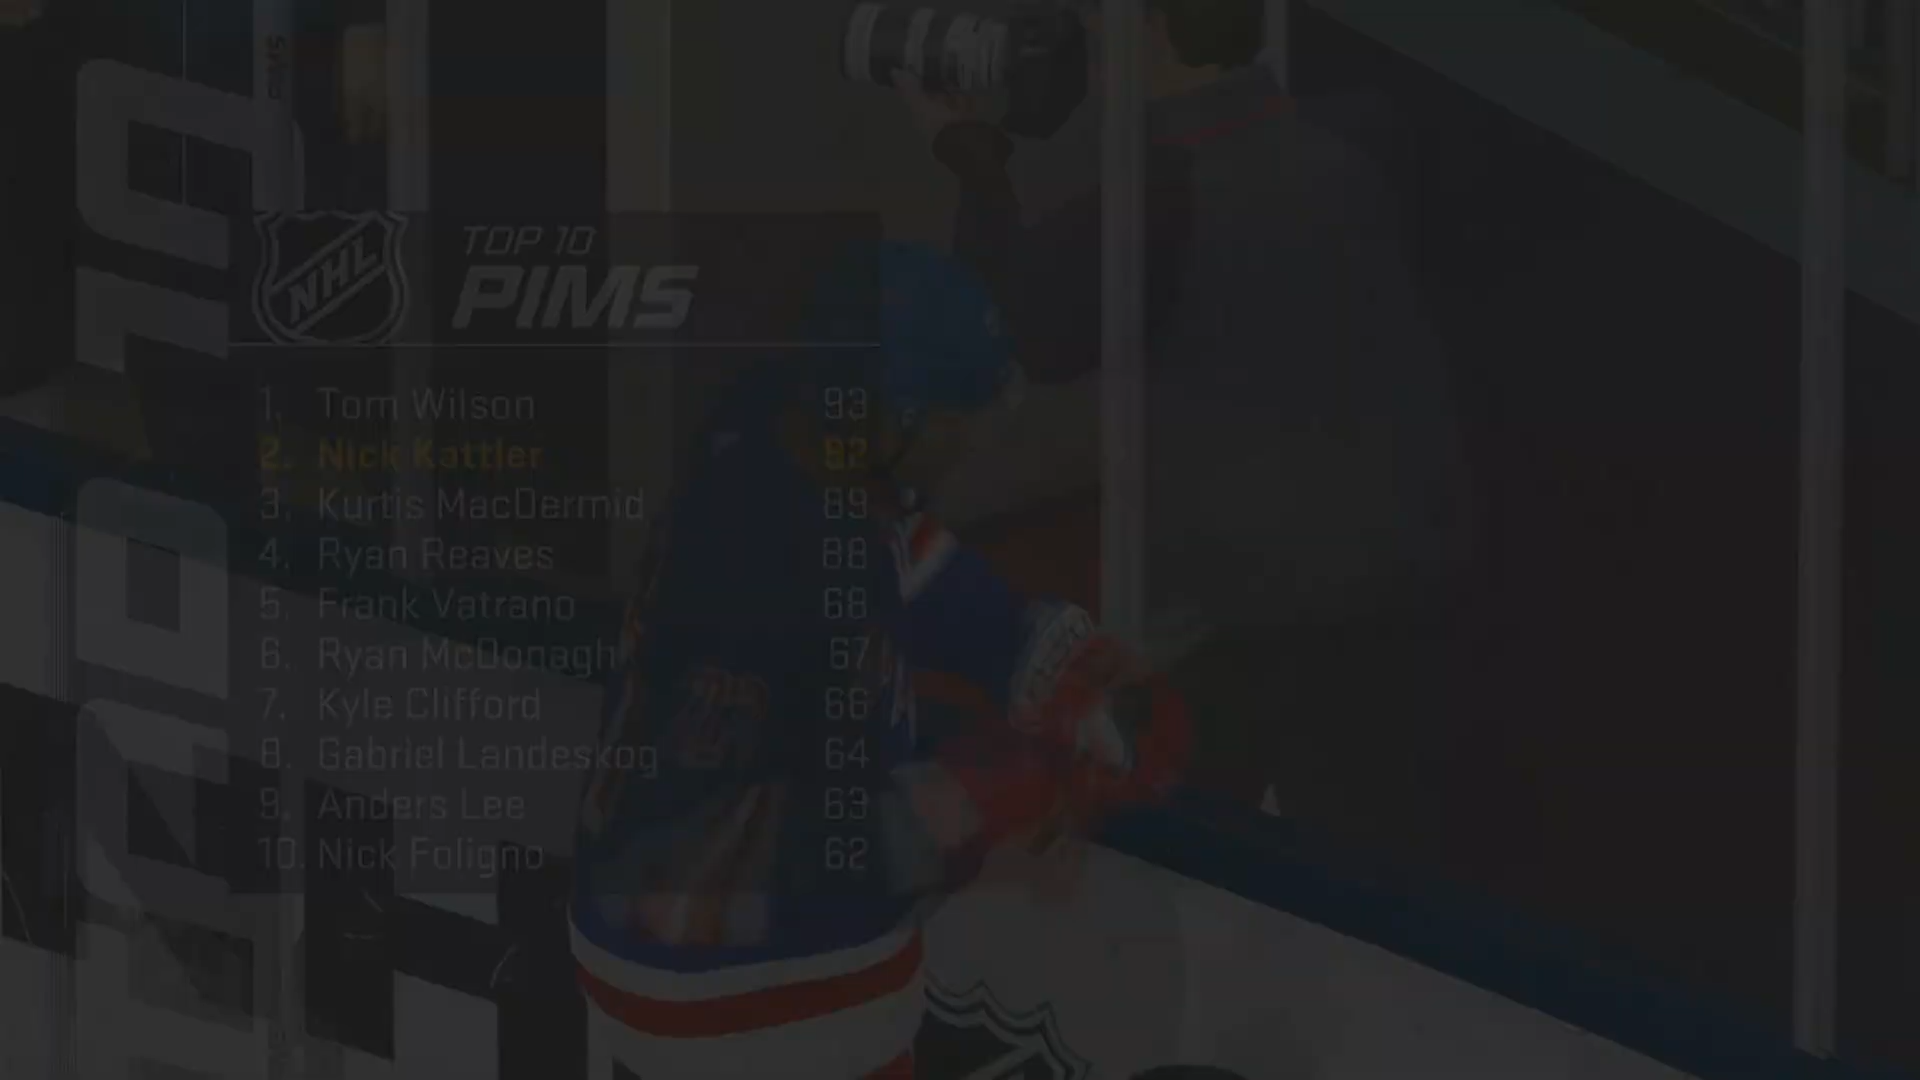 PIMS
NHL
TOP 10
PIMS
1. Tom Wilson 93
2. Nick Kattler 92
3. Kurtis MacDermid 89
4. Ryan Reaves 88
5. Frank Vatrano 68
6. Ryan McDonagh 67
7. Kyle Clifford 66
8. Gabriel Landeskog 64
9. Anders Lee 63
10. Nick Foligno 62